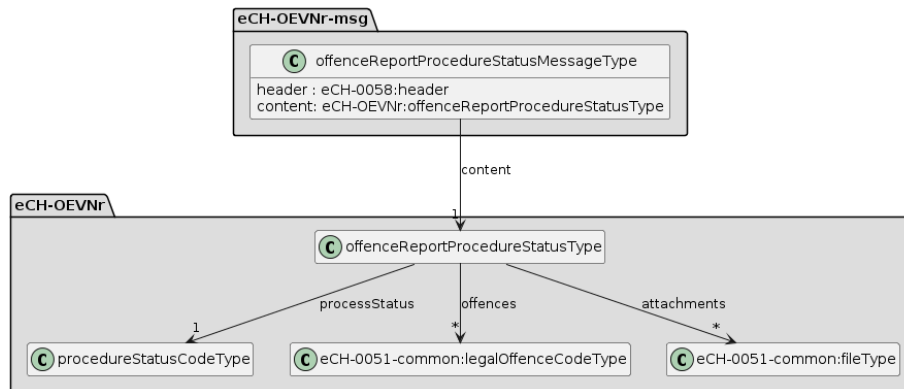 eCH-OEVNr-msg
C offenceReportProcedureStatusMessageType
header : eCH-0058:header
content: eCH-OEVNr:offenceReportProcedureStatusType
content
1
eCH-OEVNr
C offenceReportProcedureStatusType
processStatus offences attachments
1 * *
C procedureStatusCodeType C eCH-0051-common:legalOffenceCodeType C eCH-0051-common:fileType